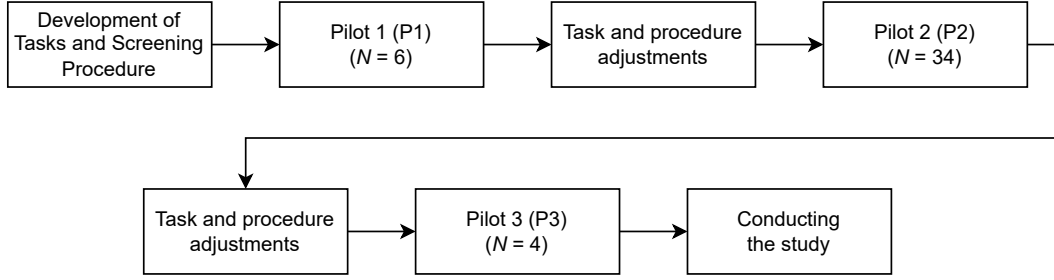 Development of
Tasks and Screening
Procedure
Pilot 1 (P1)
(N = 6)
Task and procedure
adjustments
Pilot 2 (P2)
(N = 34)
Task and procedure
adjustments
Pilot 3 (P3)
(N = 4)
Conducting
the study